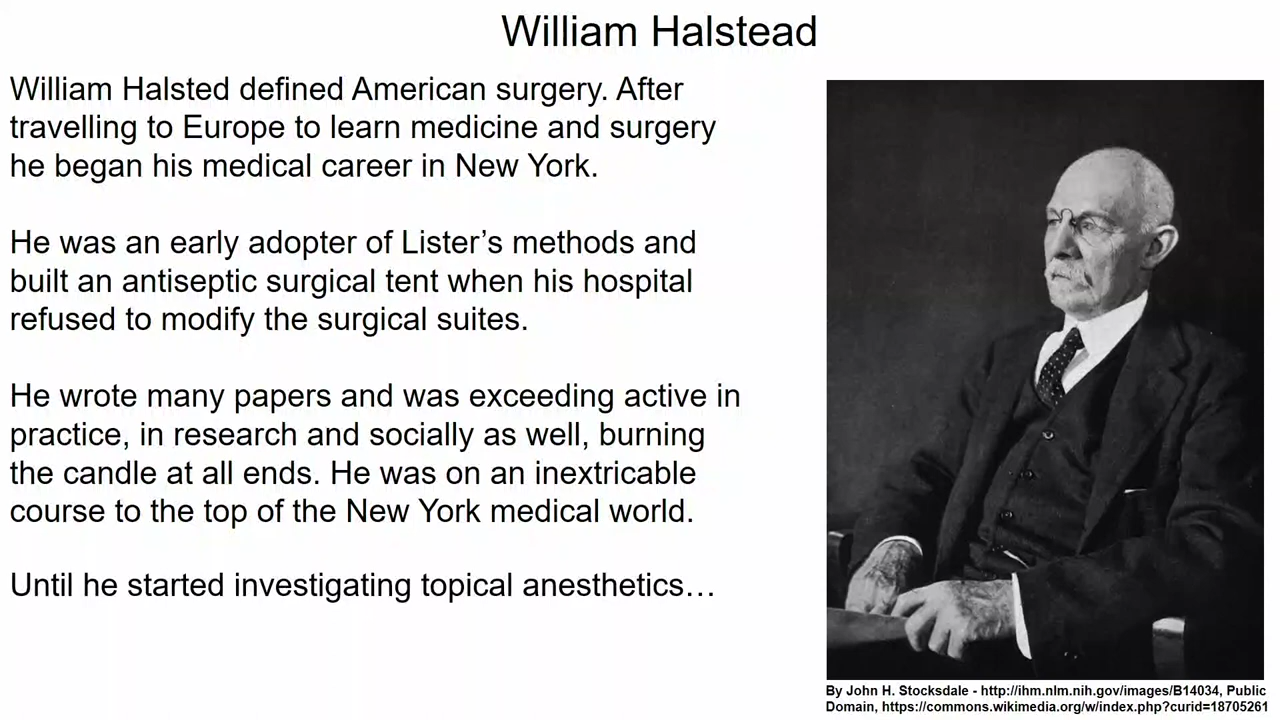 William Halstead
William Halsted defined American surgery. After
travelling to Europe to learn medicine and surgery
he began his medical career in New York.
He was an early adopter of Lister’s methods and
built an antiseptic surgical tent when his hospital
refused to modify the surgical suites.
He wrote many papers and was exceeding active in
practice, in research and socially as well, burning
the candle at all ends. He was on an inextricable
course to the top of the New York medical world.
Until he started investigating topical anesthetics…
By John H. Stocksdale - http://ihm.nlm.nih.gov/images/B14034, Public
Domain, https://commons.wikimedia.org/w/index.php?curid=18705261